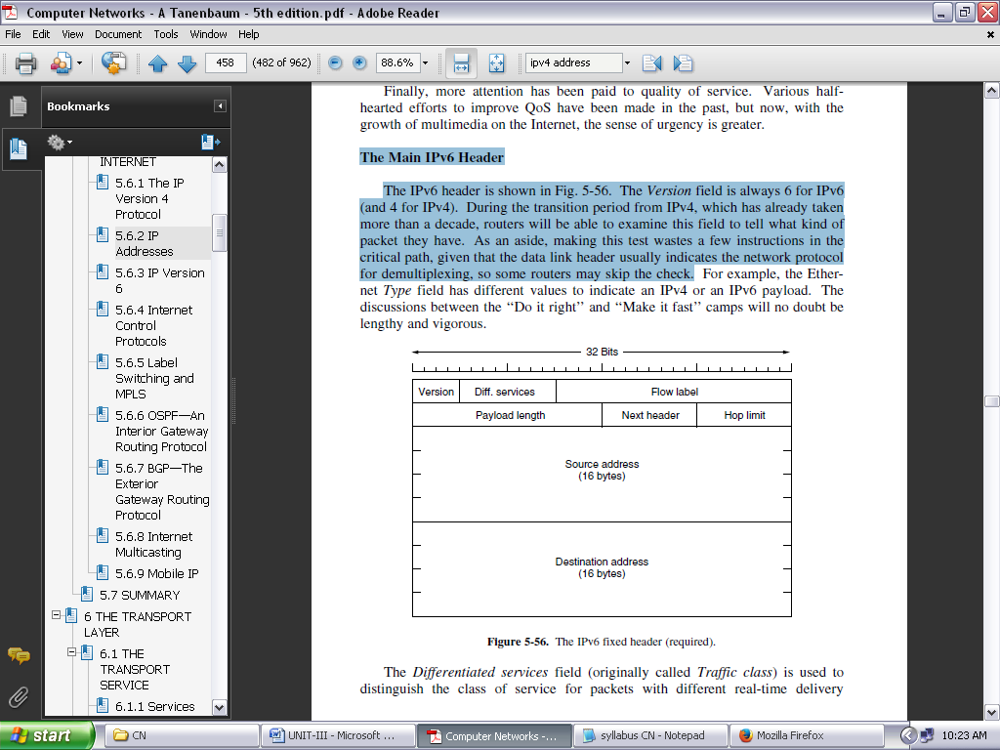 Computer Networks - A Tanenbaum - 5th edition.pdf - Adobe Reader
File Edit View Document Tools Window Help
458 (482 of 962) 88.6% ipv4 address
Bookmarks
INTERNET
5.6.1 The IP
Version 4
Protocol
5.6.2 IP
Addresses
5.6.3 IP Version
6
5.6.4 Internet
Control
Protocols
5.6.5 Label
Switching and
MPLS
5.6.6 OSPF—An
Interior Gateway
Routing Protocol
5.6.7 BGP—The
Exterior
Gateway Routing
Protocol
5.6.8 Internet
Multicasting
5.6.9 Mobile IP
5.7 SUMMARY
6 THE TRANSPORT
LAYER
6.1 THE
TRANSPORT
SERVICE
6.1.1 Services
Finally, more attention has been paid to quality of service. Various half-
hearted efforts to improve QoS have been made in the past, but now, with the
growth of multimedia on the Internet, the sense of urgency is greater.
The Main IPv6 Header
The IPv6 header is shown in Fig. 5-56. The Version field is always 6 for IPv6
(and 4 for IPv4). During the transition period from IPv4, which has already taken
more than a decade, routers will be able to examine this field to tell what kind of
packet they have. As an aside, making this test wastes a few instructions in the
critical path, given that the data link header usually indicates the network protocol
for demultiplexing, so some routers may skip the check. For example, the Ether-
net Type field has different values to indicate an IPv4 or an IPv6 payload. The
discussions between the ‘‘Do it right’’ and ‘‘Make it fast’’ camps will no doubt be
lengthy and vigorous.
32 Bits
Version Diff. services Flow label
Payload length Next header Hop limit
Source address
(16 bytes)
Destination address
(16 bytes)
Figure 5-56. The IPv6 fixed header (required).
The Differentiated services field (originally called Traffic class) is used to
distinguish the class of service for packets with different real-time delivery
start CN UNIT-III - Microsoft ... Computer Networks -... syllabus CN - Notepad Mozilla Firefox 10:23 AM